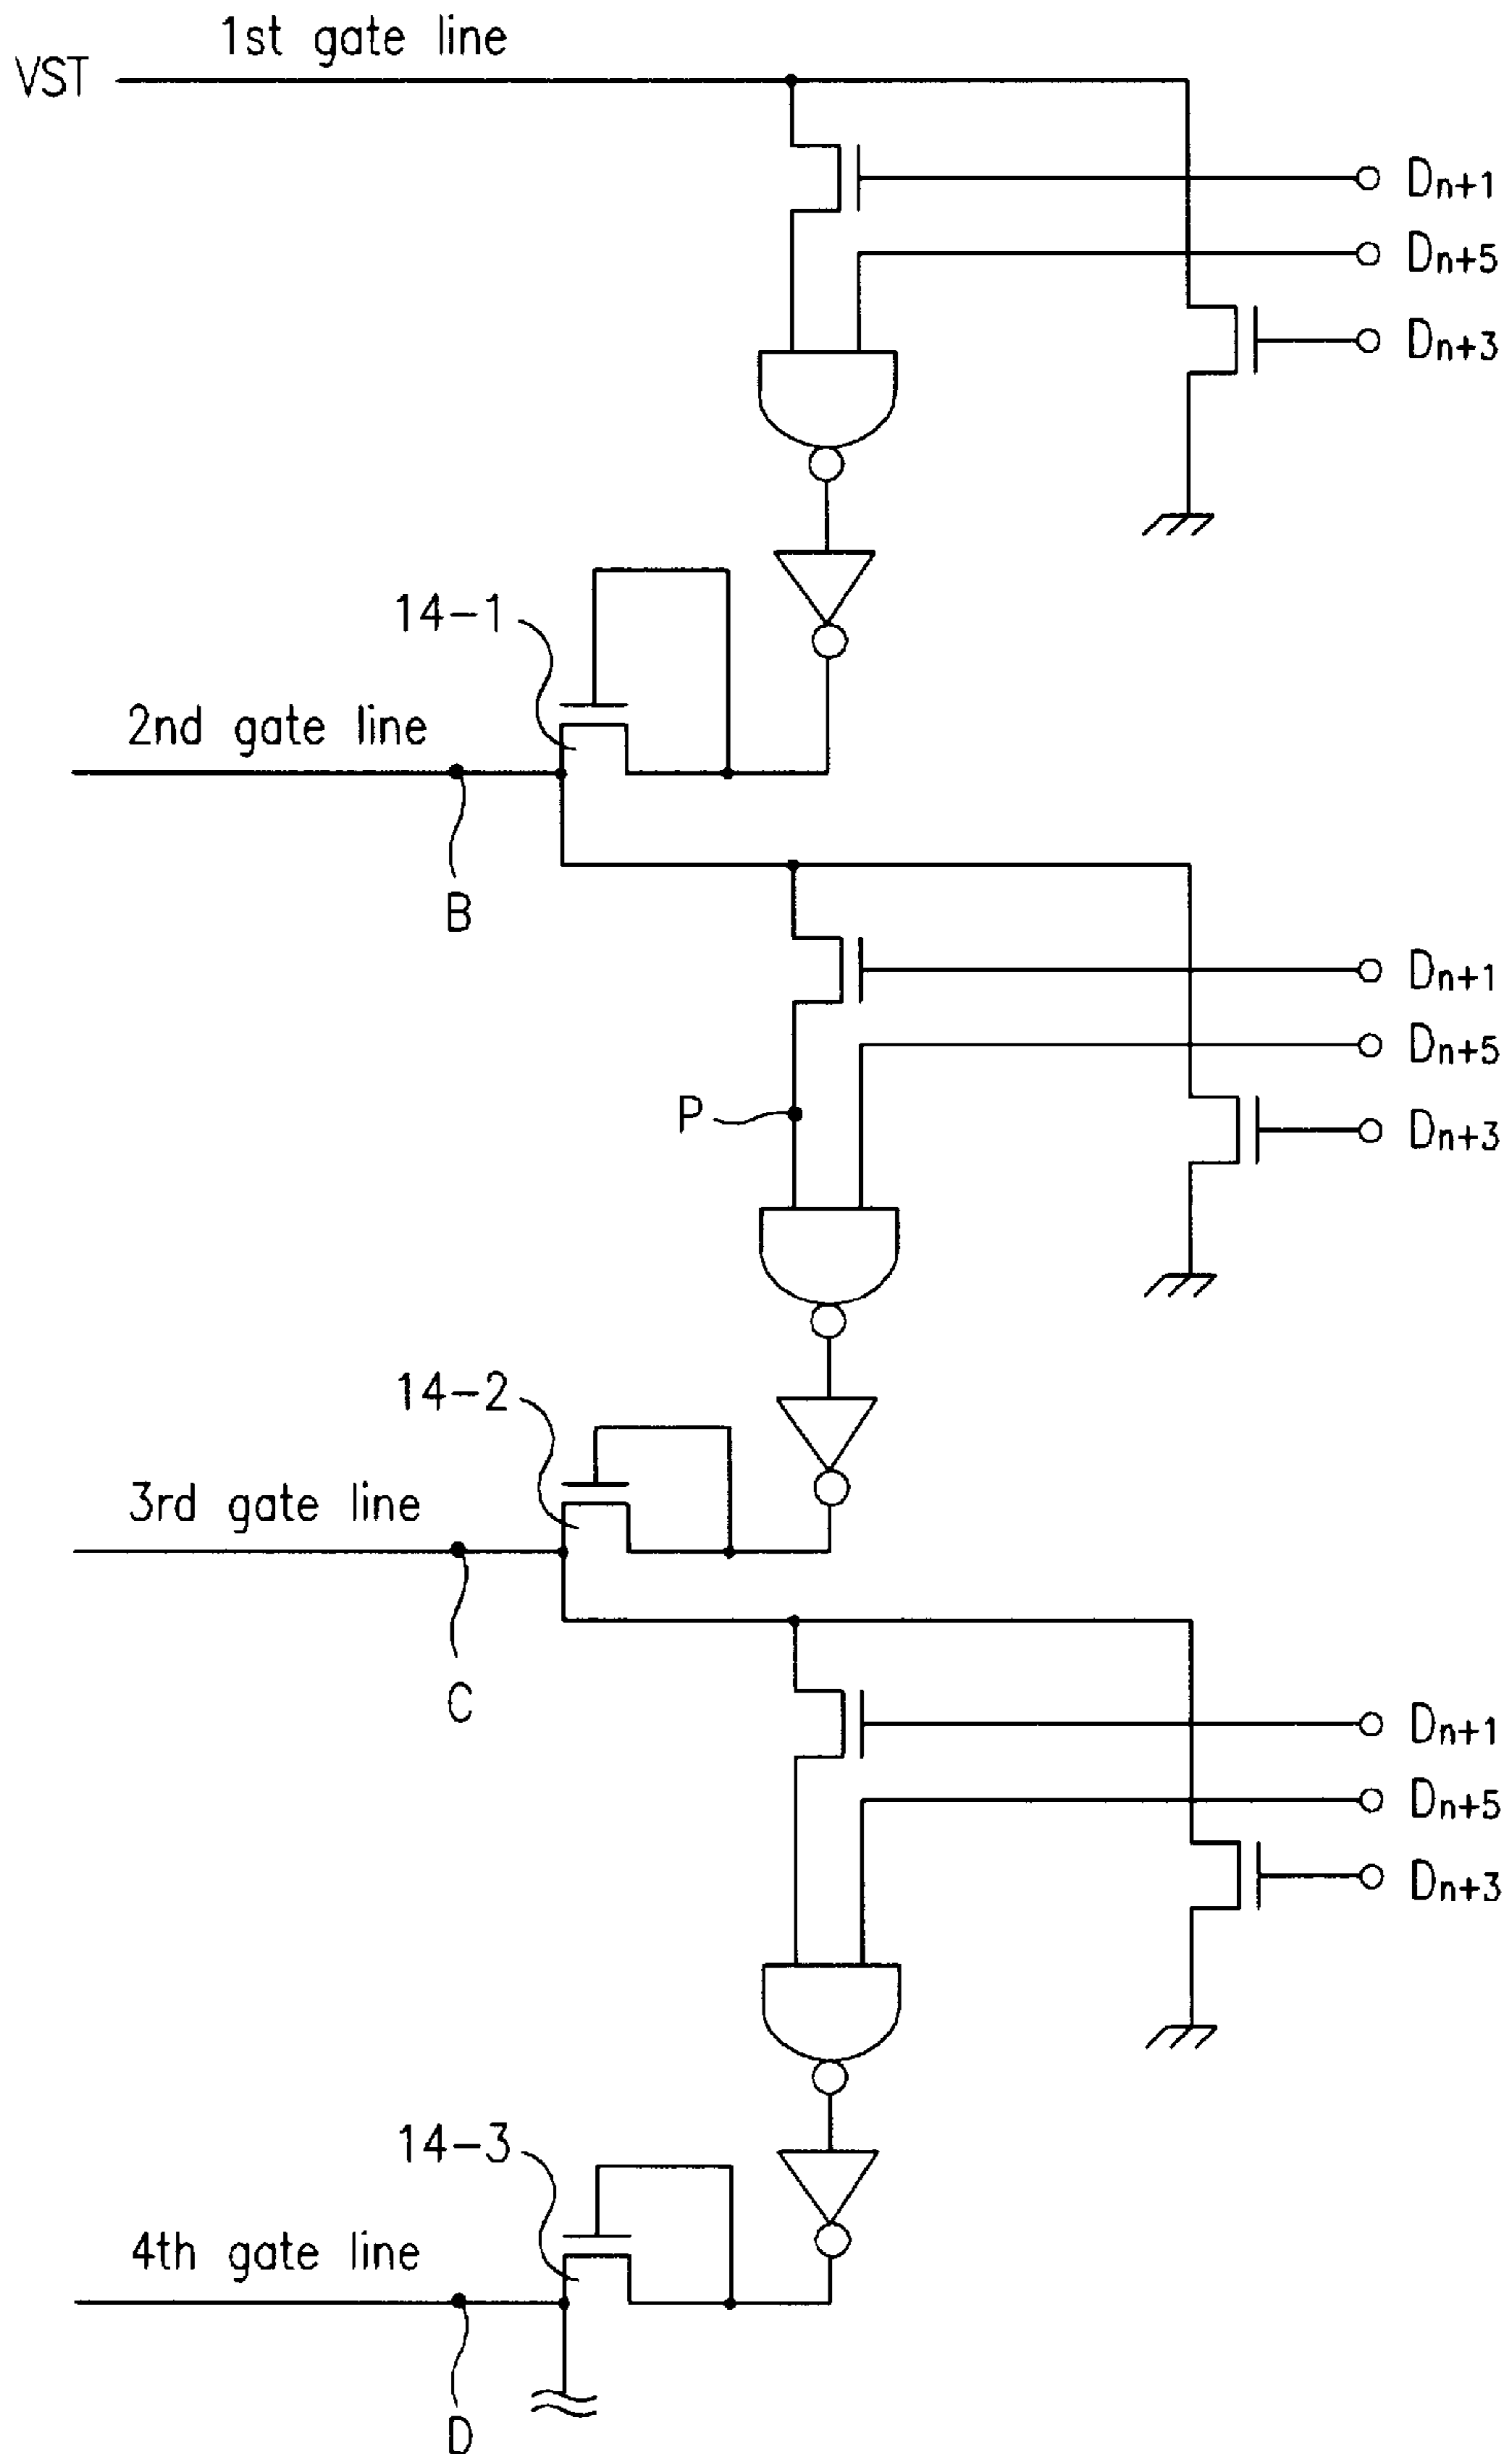 1st gate line
VST
Dn+1
Dn+5
Dn+3
14-1
2nd gate line
B
Dn+1
Dn+5
P
Dn+3
14-2
3rd gate line
C
Dn+1
Dn+5
Dn+3
14-3
4th gate line
D